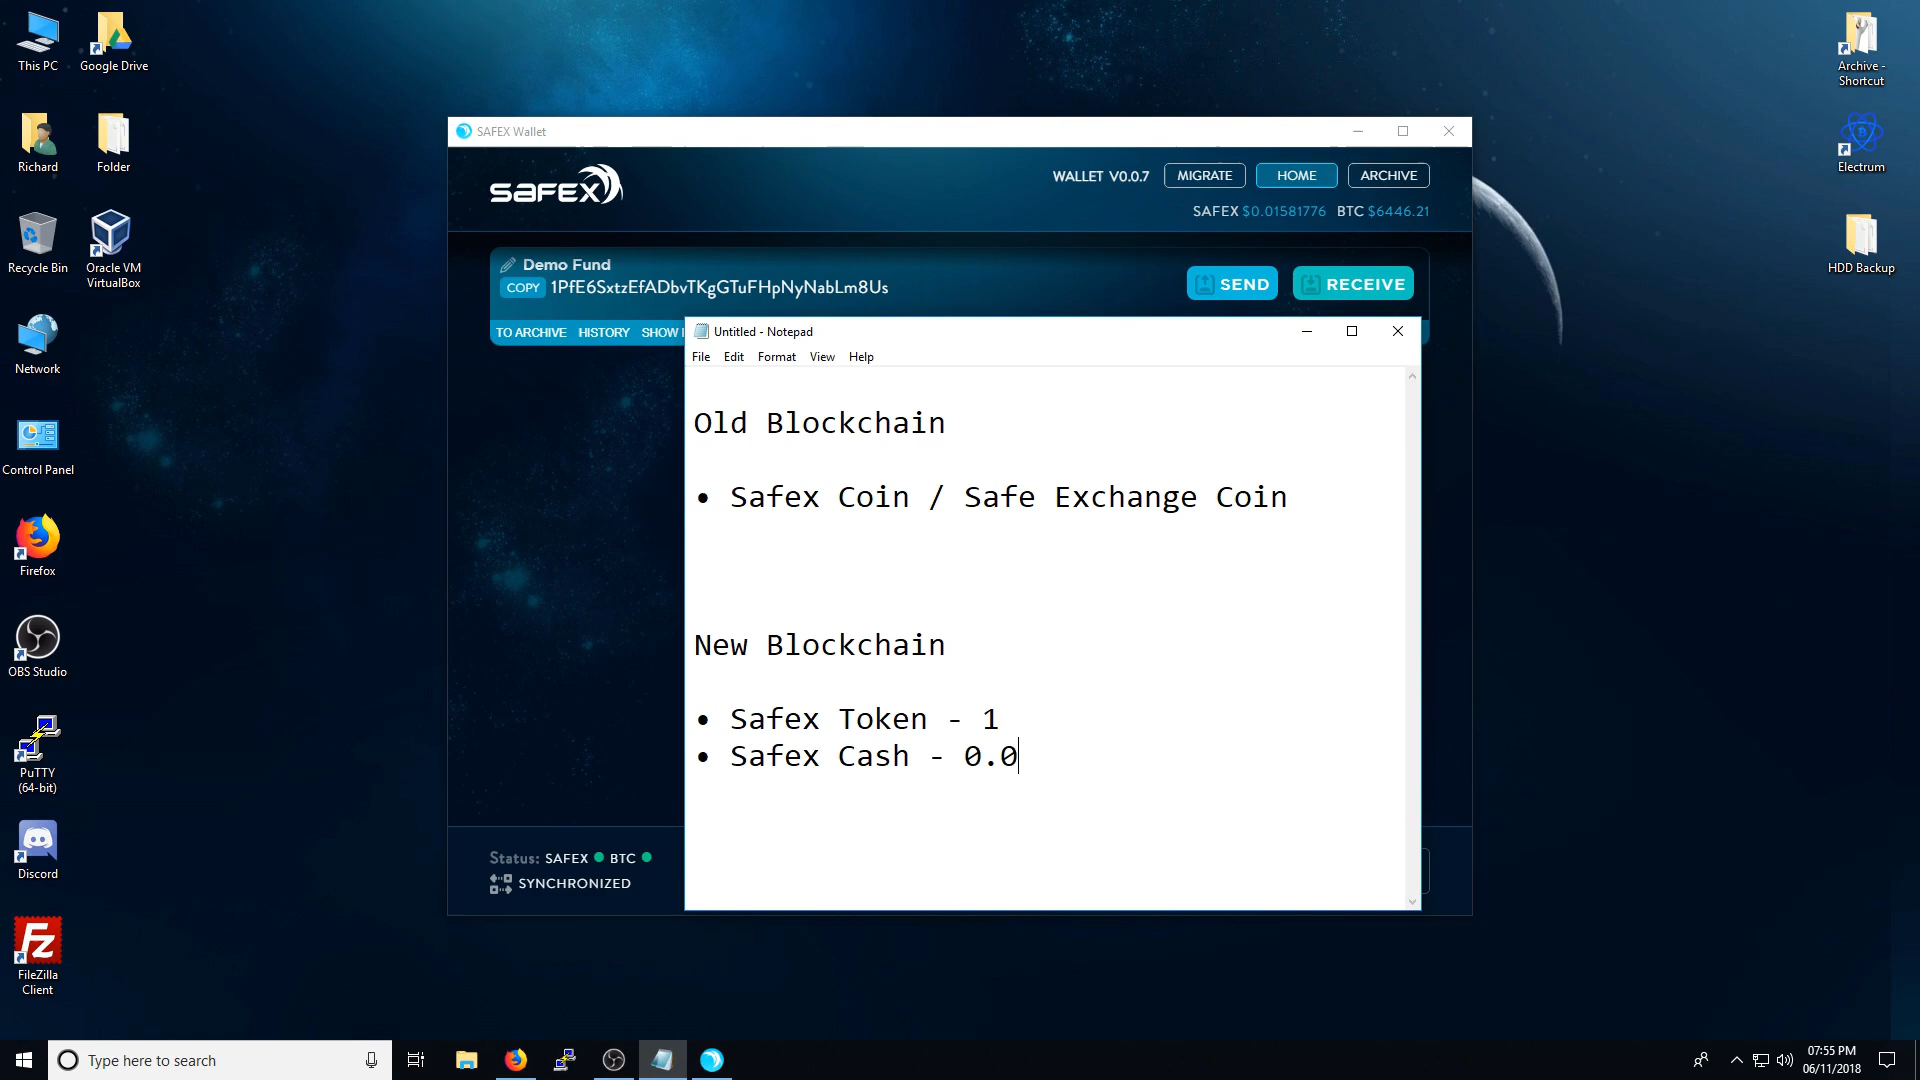 This PC
Google Drive
Richard
Folder
Recycle Bin
Oracle VM
VirtualBox
Network
Control Panel
Firefox
OBS Studio
PuTTY
(64-bit)
Discord
FileZilla
Client
Archive -
Shortcut
Electrum
HDD Backup
SAFEX Wallet
SAFEX
WALLET V0.0.7
MIGRATE
HOME
ARCHIVE
SAFEX $0.01581776 BTC $6446.21
Demo Fund
COPY 1PfE6SxtzEfADbvTKgGTuFHpNyNabLm8Us
SEND
RECEIVE
TO ARCHIVE HISTORY SHOW
Untitled - Notepad
File Edit Format View Help
Old Blockchain
• Safex Coin / Safe Exchange Coin
New Blockchain
• Safex Token - 1
• Safex Cash - 0.0
Status: SAFEX BTC
SYNCHRONIZED
Type here to search
07:55 PM
06/11/2018